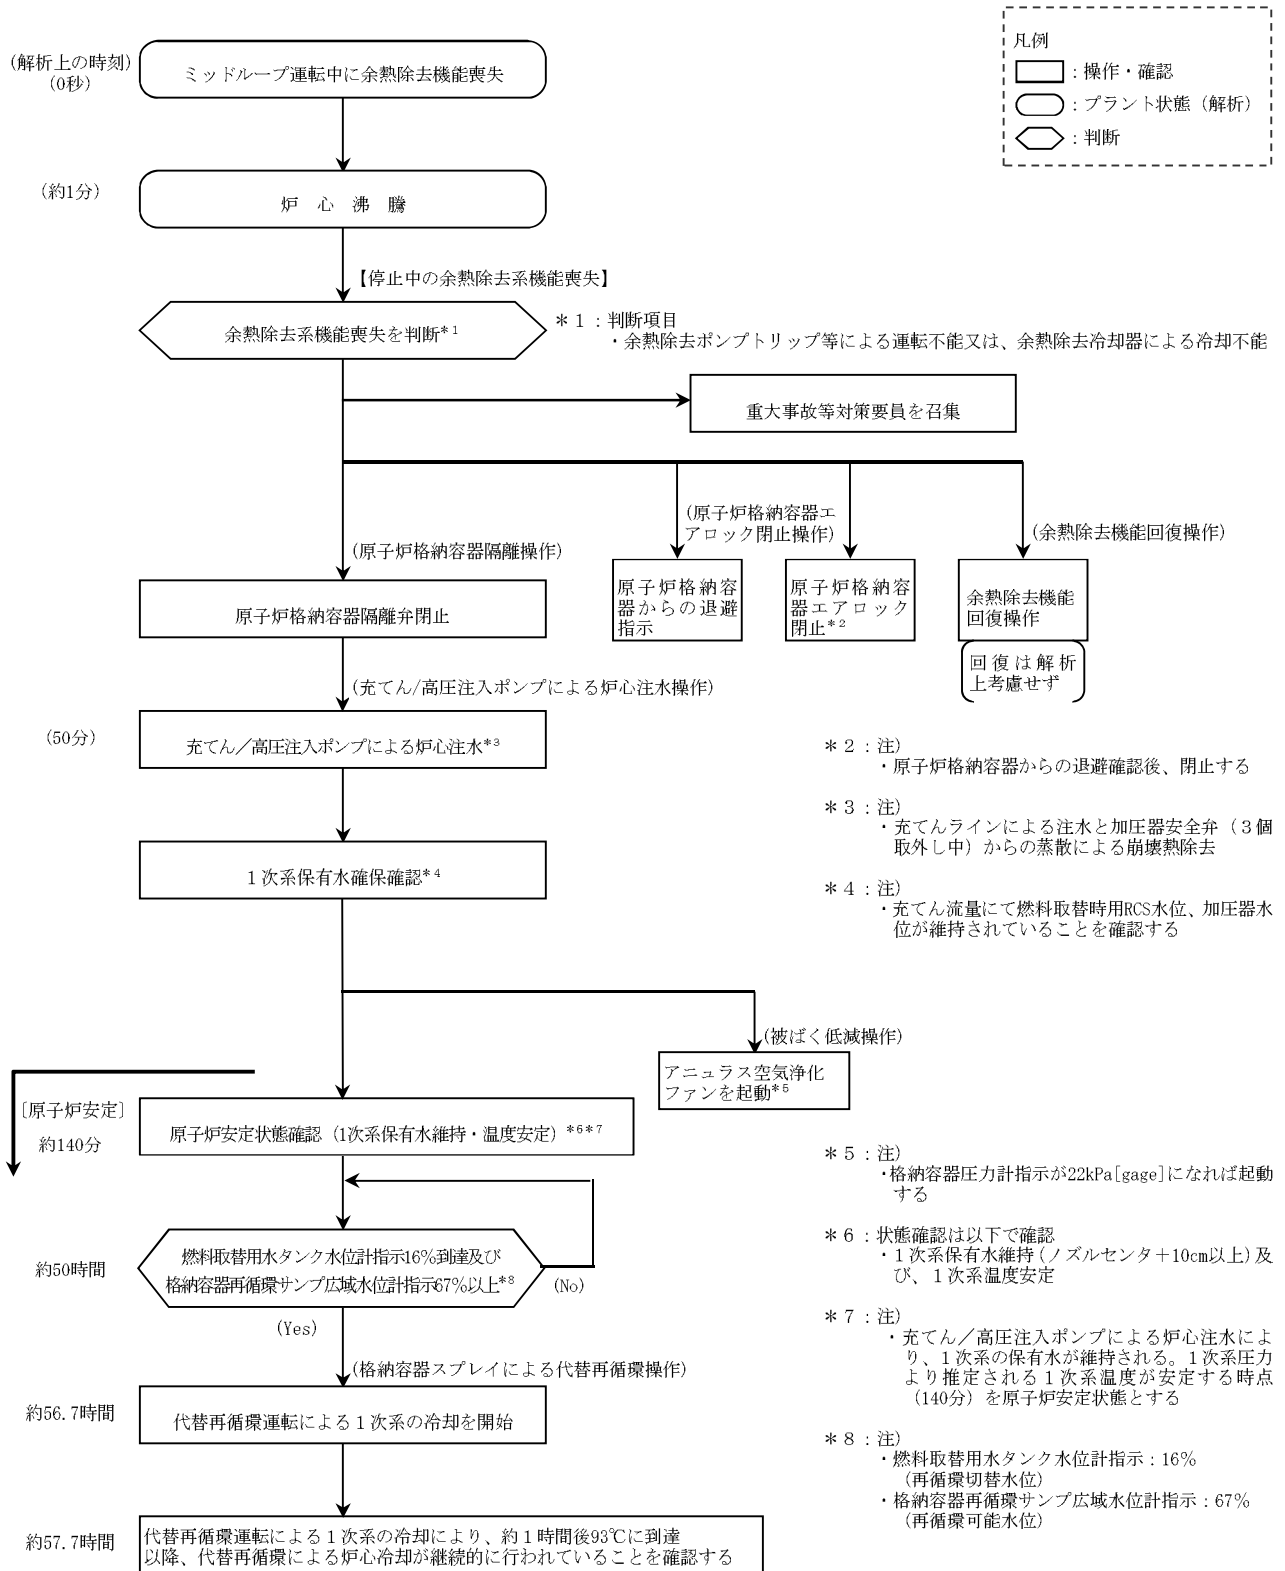 凡例
：操作・確認
：プラント状態（解析）
：判断
(解析上の時刻)
(0秒)
ミッドループ運転中に余熱除去機能喪失
(約1分)
炉　心　沸　騰
【停止中の余熱除去系機能喪失】
余熱除去系機能喪失を判断*1
＊１：判断項目
・余熱除去ポンプトリップ等による運転不能又は、余熱除去冷却器による冷却不能
重大事故等対策要員を召集
(原子炉格納容器エ
アロック閉止操作)
(余熱除去機能回復操作)
(原子炉格納容器隔離操作)
原子炉格納容器隔離弁閉止
原子炉格納容
器からの退避
指示
原子炉格納容
器エアロック
閉止*2
余熱除去機能
回復操作
回復は解析
上考慮せず
(充てん/高圧注入ポンプによる炉心注水操作)
(50分)
充てん／高圧注入ポンプによる炉心注水*3
＊２：注)
・原子炉格納容器からの退避確認後、閉止する
＊３：注)
・充てんラインによる注水と加圧器安全弁（３個
取外し中）からの蒸散による崩壊熱除去
１次系保有水確保確認*4
＊４：注)
・充てん流量にて燃料取替時用RCS水位、加圧器水
位が維持されていることを確認する
(被ばく低減操作)
アニュラス空気浄化
ファンを起動*5
［原子炉安定］
約140分
原子炉安定状態確認（1次系保有水維持・温度安定）*6*7
＊５：注)
・格納容器圧力計指示が22kPa[gage]になれば起動
する
＊６：状態確認は以下で確認
・１次系保有水維持(ノズルセンタ＋10cm以上)及
び、１次系温度安定
約50時間
燃料取替用水タンク水位計指示16%到達及び
格納容器再循環サンプ広域水位計指示67%以上*8
(No)
(Yes)
＊７：注)
・充てん／高圧注入ポンプによる炉心注水によ
り、１次系の保有水が維持される。１次系圧力
より推定される１次系温度が安定する時点
（140分）を原子炉安定状態とする
(格納容器スプレイによる代替再循環操作)
約56.7時間
代替再循環運転による１次系の冷却を開始
＊８：注)
・燃料取替用水タンク水位計指示：16%
（再循環切替水位）
・格納容器再循環サンプ広域水位計指示：67%
（再循環可能水位）
約57.7時間
代替再循環運転による１次系の冷却により、約１時間後93℃に到達
以降、代替再循環による炉心冷却が継続的に行われていることを確認する